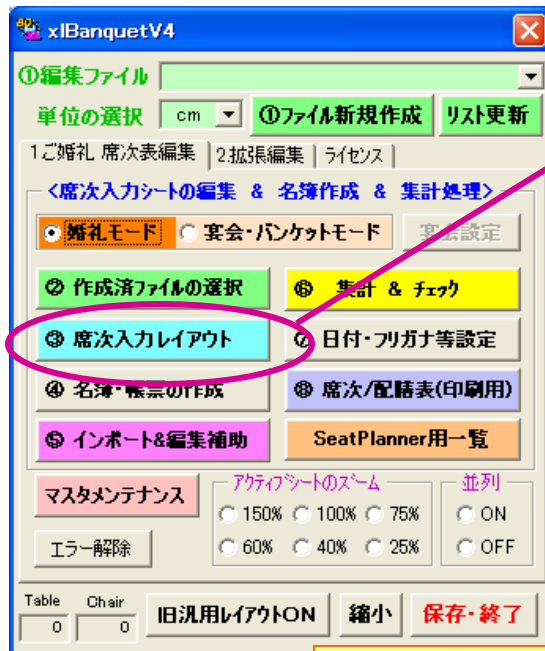 xlBanquetV4
①編集ファイル
単位の選択 cm ①ファイル新規作成 リスト更新
1ご婚礼 席次表編集 2拡張編集 ライセンス
<席次入力シートの編集 & 名簿作成 & 集計処理>
婚礼モード 宴会・バンケットモード 宴会設定
② 作成済ファイルの選択 ⑥ 集計 & チェック
③ 席次入力レイアウト ⑦ 日付・フリガナ等設定
④ 名簿・帳票の作成 ⑧ 席次/配膳表(印刷用)
⑤ インポート&編集補助 SeatPlanner用一覧
マスタメンテナンス アクティブシートのズーム 並列
150% 100% 75% ON
エラー解除 60% 40% 25% OFF
Table Chair
0 0 旧汎用レイアウトON 縮小 保存・終了